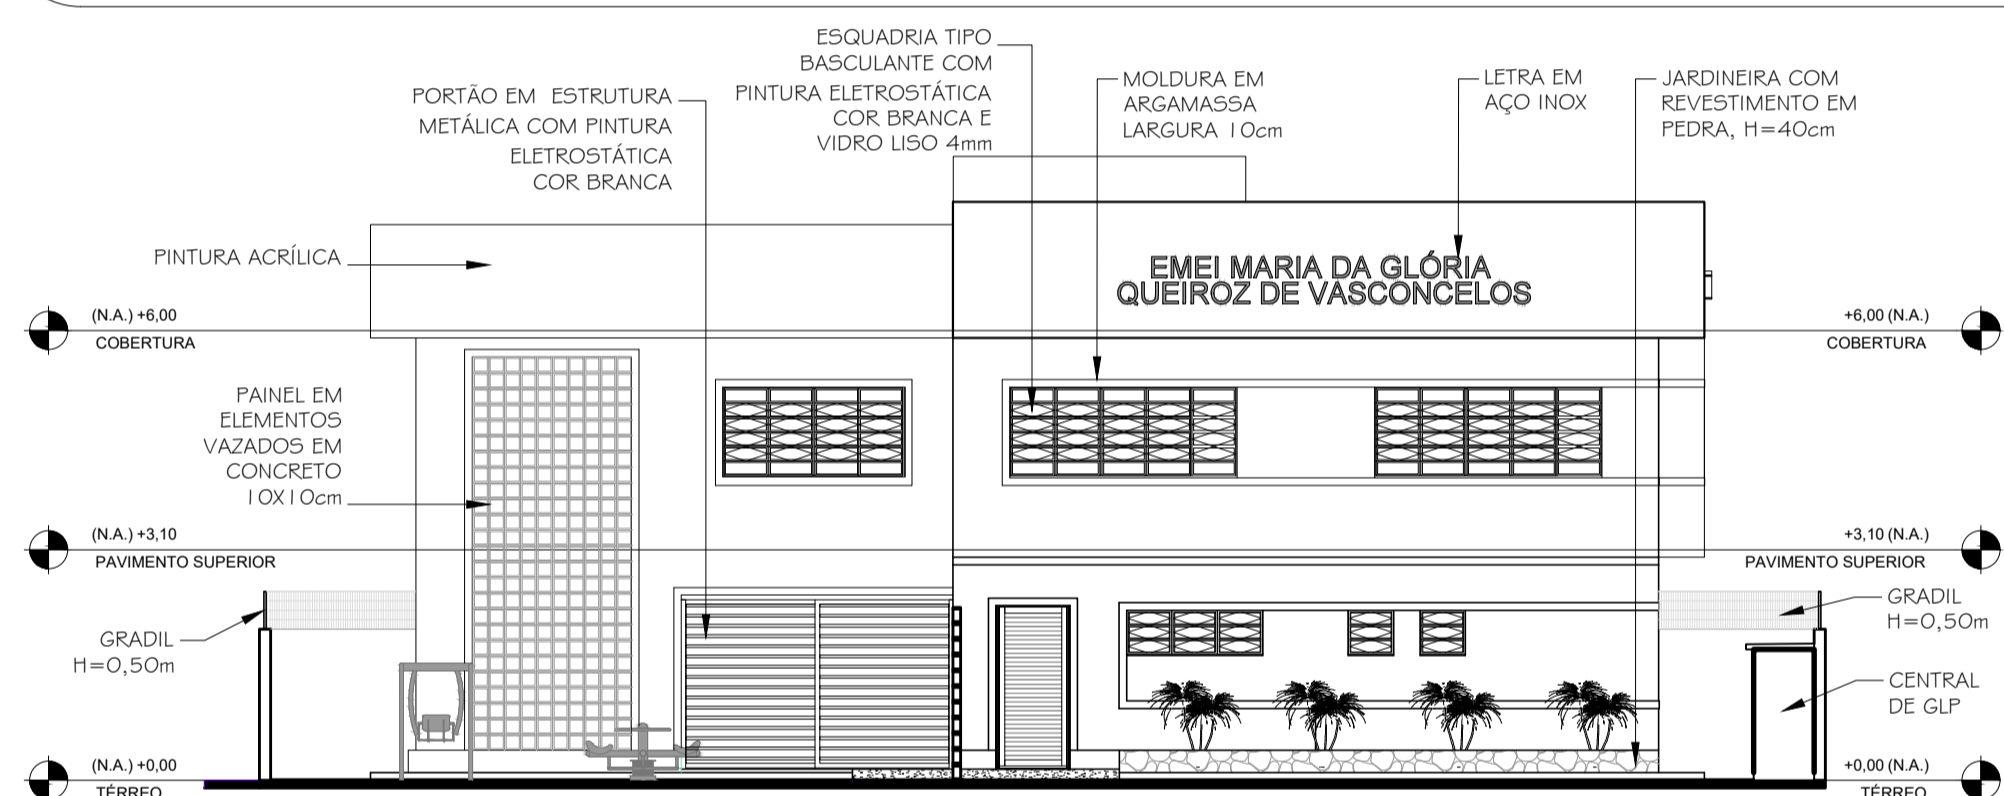 ESQUADRIA TIPO
BASCULANTE COM
PINTURA ELETROSTÁTICA
COR BRANCA E
VIDRO LISO 4mm
PORTÃO EM ESTRUTURA
METÁLICA COM PINTURA
ELETROSTÁTICA
COR BRANCA
MOLDURA EM
ARGAMASSA
LARGURA 10cm
LETRA EM
AÇO INOX
JARDINEIRA COM
REVESTIMENTO EM
PEDRA, H=40cm
PINTURA ACRÍLICA
EMEI MARIA DA GLÓRIA
QUEIROZ DE VASCONCELOS
(N.A.) +6,00
COBERTURA
+6,00 (N.A.)
COBERTURA
PAINEL EM
ELEMENTOS
VAZADOS EM
CONCRETO
10X10cm
(N.A.) +3,10
PAVIMENTO SUPERIOR
+3,10 (N.A.)
PAVIMENTO SUPERIOR
GRADIL
H=0,50m
GRADIL
H=0,50m
CENTRAL
DE GLP
(N.A.) +0,00
TÉRREO
+0,00 (N.A.)
TÉRREO